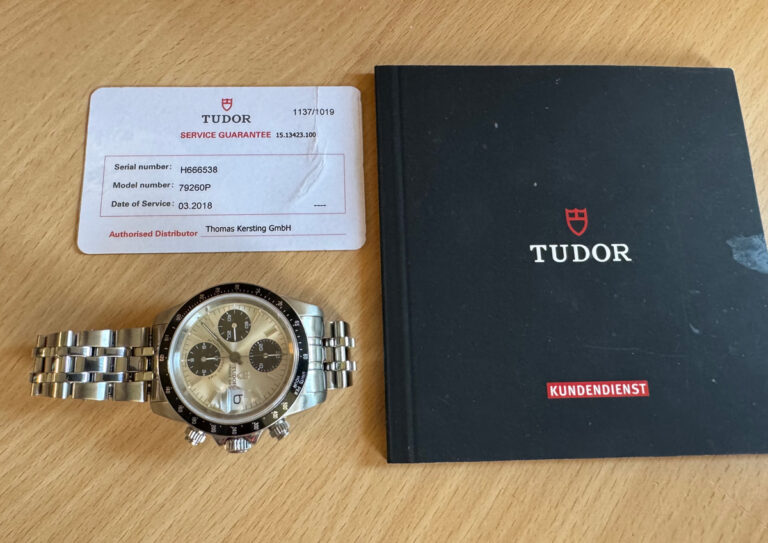 TUDOR
1137/1019
SERVICE GUARANTEE 15.13423.100
Serial number: H666538
Model number: 79260P
Date of Service: 03.2018 ----
Authorised Distributor Thomas Kersting GmbH
TUDOR
KUNDENDIENST